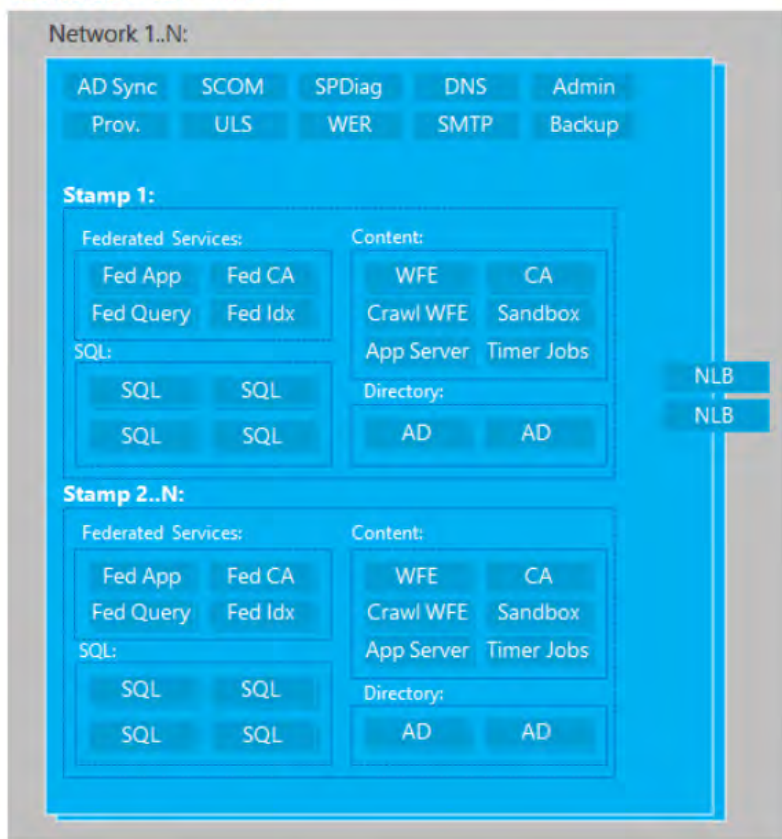 Network 1..N:
AD Sync SCOM SPDiag DNS Admin
Prov. ULS WER SMTP Backup
Stamp 1:
Federated Services:
Fed App Fed CA
Fed Query Fed Idx
SQL:
SQL SQL
SQL SQL
Content:
WFE CA
Crawl WFE Sandbox
App Server Timer Jobs
Directory:
AD AD
Stamp 2..N:
Federated Services:
Fed App Fed CA
Fed Query Fed Idx
SQL:
SQL SQL
SQL SQL
Content:
WFE CA
Crawl WFE Sandbox
App Server Timer Jobs
Directory:
AD AD
NLB
NLB